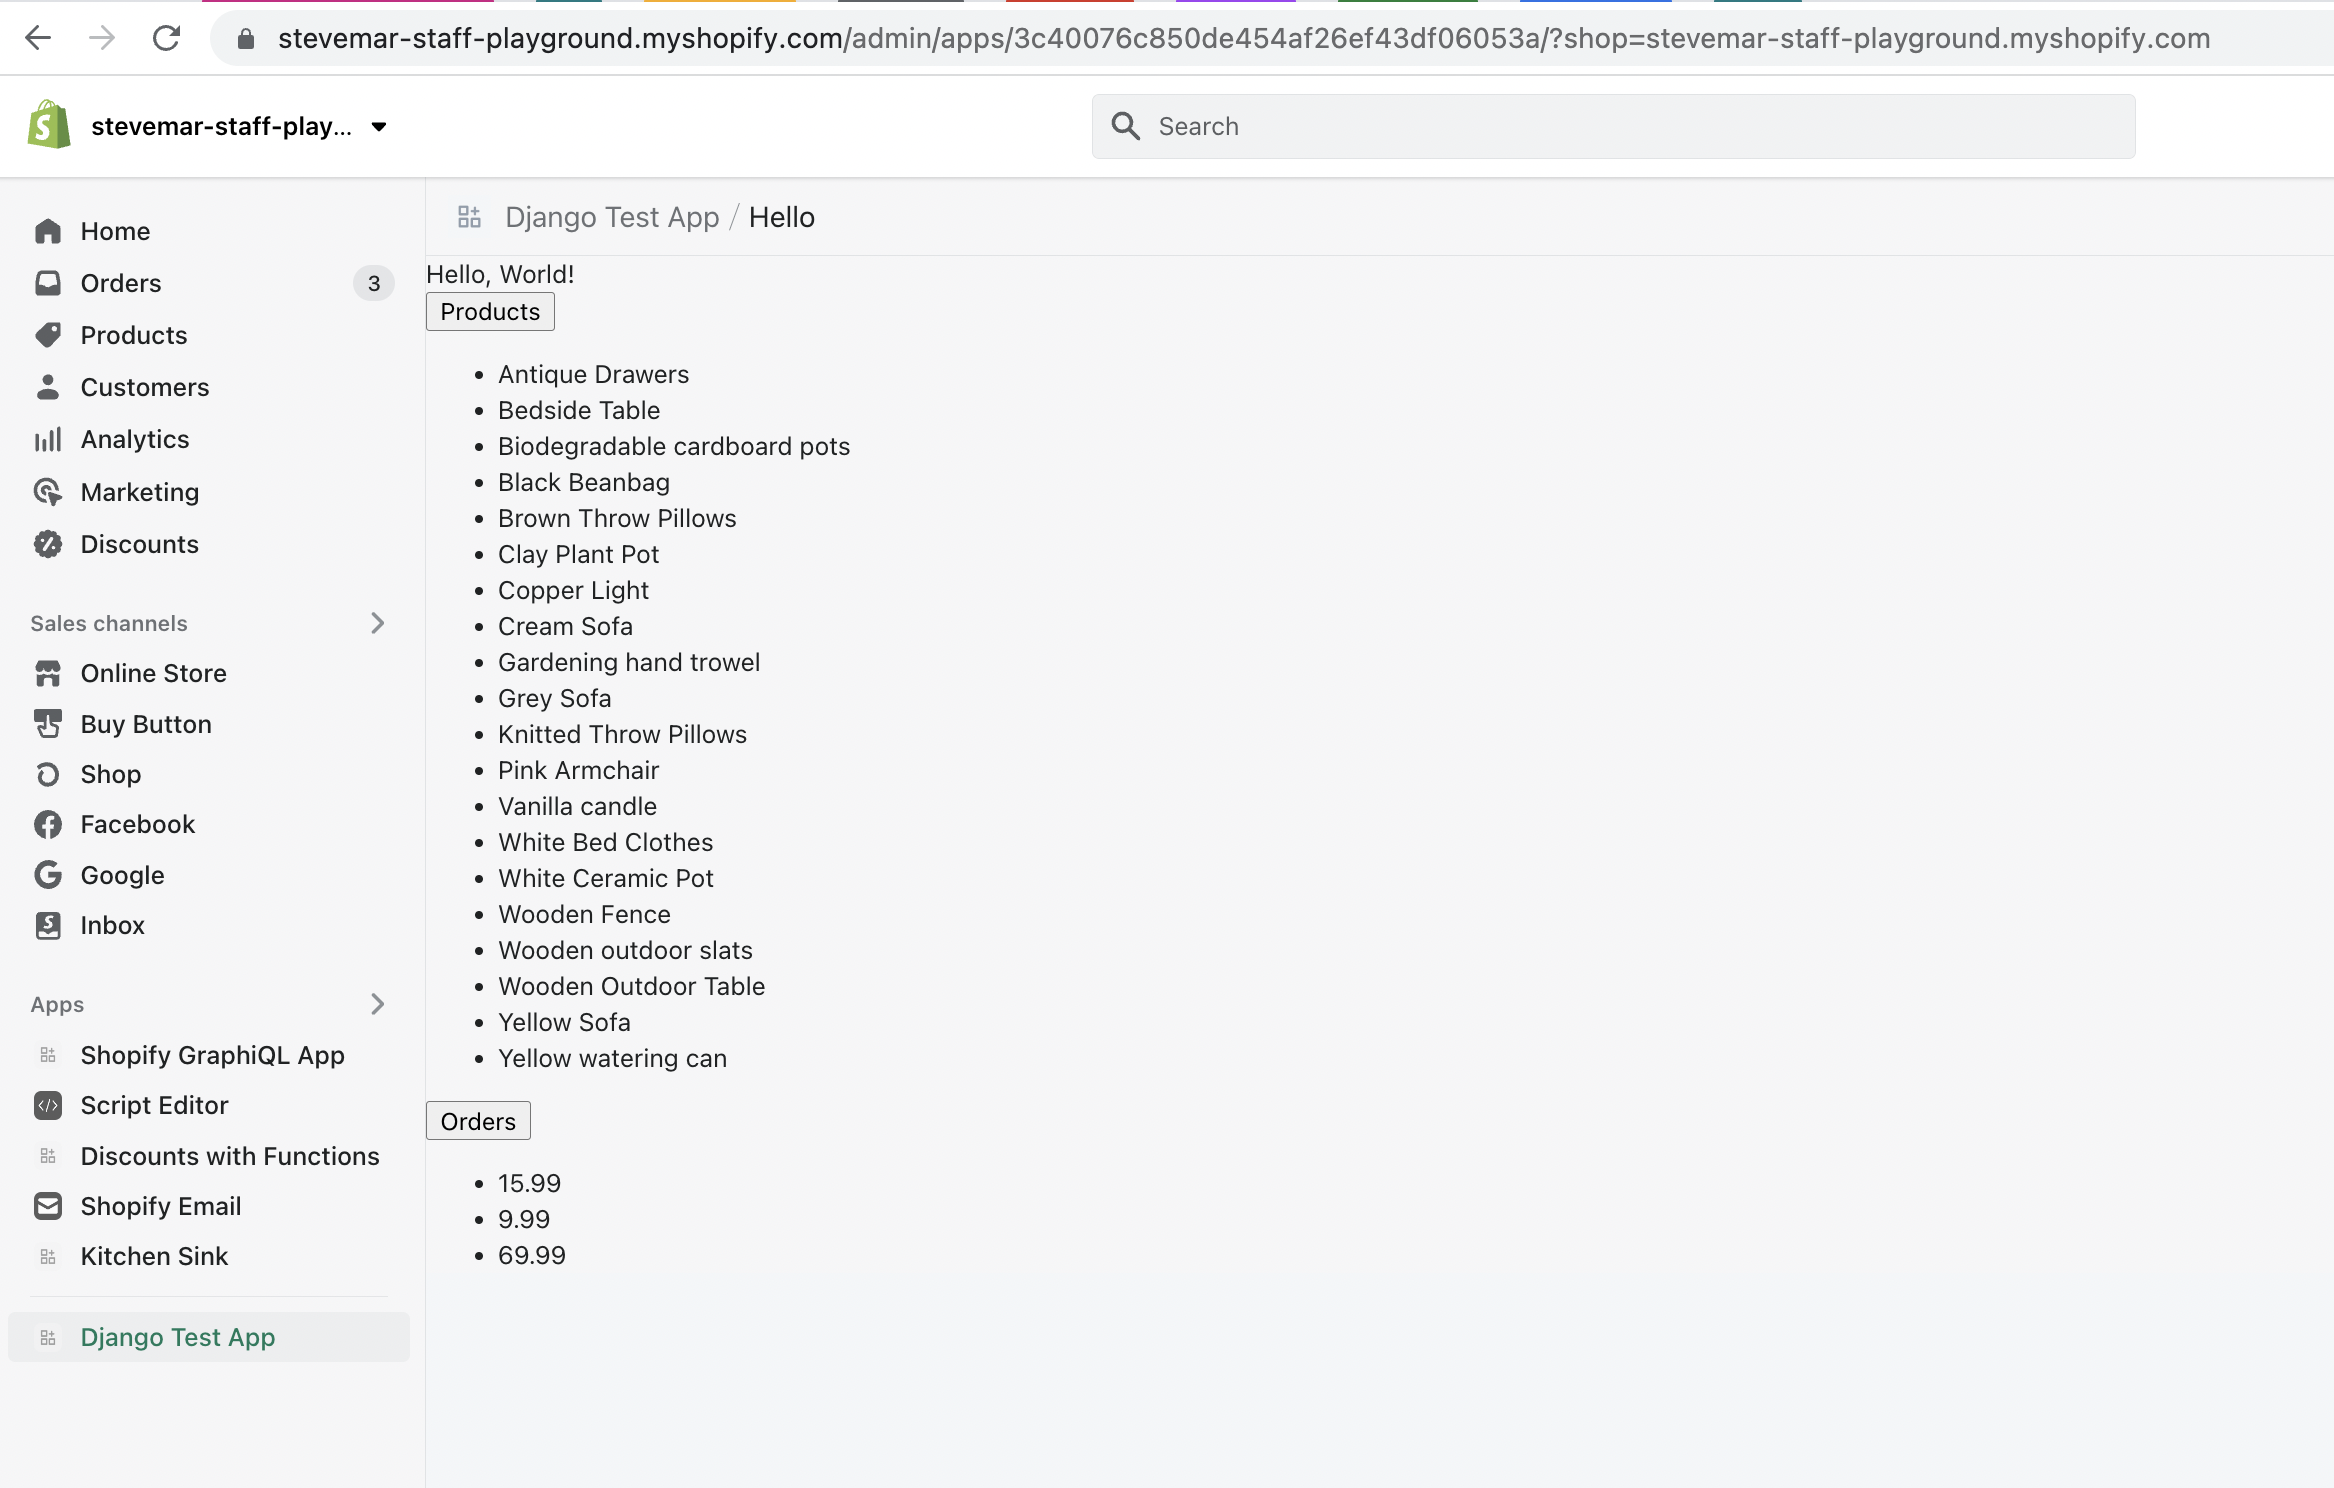 stevemar-staff-playground.myshopify.com/admin/apps/3c40076c850de454af26ef43df06053a/?shop=stevemar-staff-playground.myshopify.com
stevemar-staff-play...
Search
Home
Orders 3
Products
Customers
Analytics
Marketing
Discounts
Sales channels
Online Store
Buy Button
Shop
Facebook
Google
Inbox
Apps
Shopify GraphiQL App
Script Editor
Discounts with Functions
Shopify Email
Kitchen Sink
Django Test App
Django Test App / Hello
Hello, World!
Products
Antique Drawers
Bedside Table
Biodegradable cardboard pots
Black Beanbag
Brown Throw Pillows
Clay Plant Pot
Copper Light
Cream Sofa
Gardening hand trowel
Grey Sofa
Knitted Throw Pillows
Pink Armchair
Vanilla candle
White Bed Clothes
White Ceramic Pot
Wooden Fence
Wooden outdoor slats
Wooden Outdoor Table
Yellow Sofa
Yellow watering can
Orders
15.99
9.99
69.99